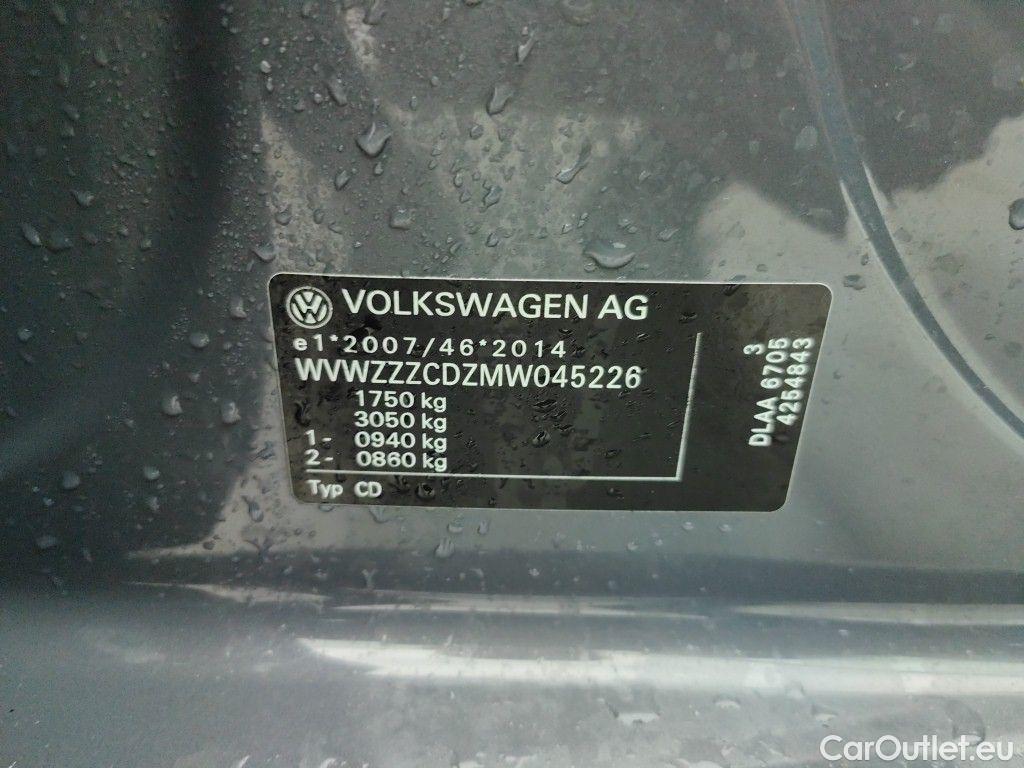 VOLKSWAGEN AG
e1*2007/46*2014
WVWZZZCDZMW045226
1750 kg
3050 kg
1- 0940 kg
2- 0860 kg
Typ CD
3
DLAA 6705
4254843
CarOutlet.eu